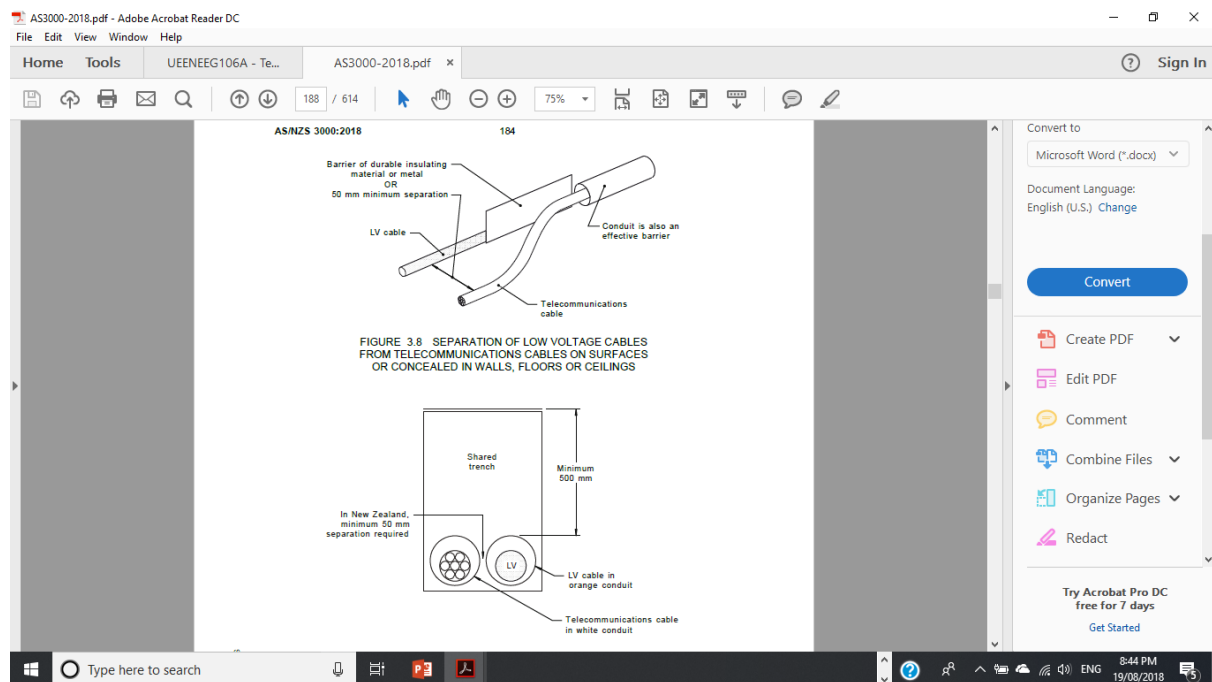 AS3000-2018.pdf - Adobe Acrobat Reader DC
File Edit View Window Help
Home Tools UEENEEG106A - Te... AS3000-2018.pdf ×
? Sign In
188 / 614 75%
AS/NZS 3000:2018 184
Barrier of durable insulating
material or metal
OR
50 mm minimum separation
LV cable
Conduit is also an
effective barrier
Telecommunications
cable
FIGURE 3.8 SEPARATION OF LOW VOLTAGE CABLES
FROM TELECOMMUNICATIONS CABLES ON SURFACES
OR CONCEALED IN WALLS, FLOORS OR CEILINGS
Shared
trench
Minimum
500 mm
In New Zealand,
minimum 50 mm
separation required
LV
LV cable in
orange conduit
Telecommunications cable
in white conduit
Convert to
Microsoft Word (*.docx)
Document Language:
English (U.S.) Change
Convert
Create PDF
Edit PDF
Comment
Combine Files
Organize Pages
Redact
Try Acrobat Pro DC
free for 7 days
Get Started
Type here to search
ENG
8:44 PM
19/08/2018
5